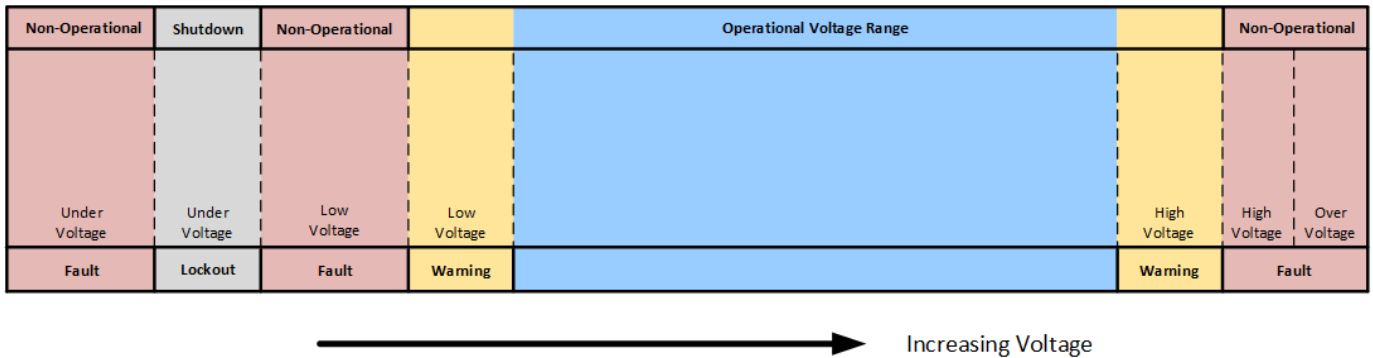 Non-Operational Shutdown Non-Operational Operational Voltage Range Non-Operational
Under Under Low Low High High Over
Voltage Voltage Voltage Voltage Voltage Voltage Voltage
Fault Lockout Fault Warning Warning Fault
Increasing Voltage